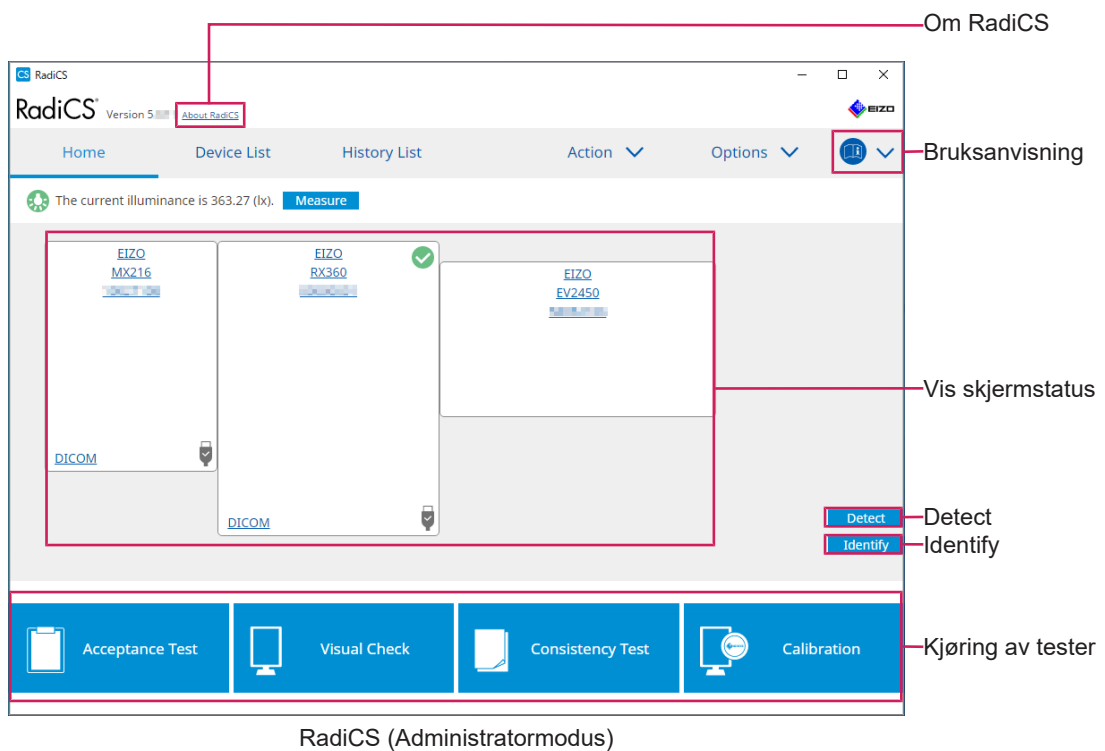 Om RadiCS
CS RadiCS
RadiCS® Version 5. About RadiCS
EIZO
Home Device List History List Action Options
Bruksanvisning
The current illuminance is 363.27 (lx). Measure
EIZO
MX216
DICOM
EIZO
RX360
DICOM
EIZO
EV2450
Vis skjermstatus
Detect
Detect
Identify
Identify
Acceptance Test Visual Check Consistency Test Calibration
Kjøring av tester
RadiCS (Administratormodus)